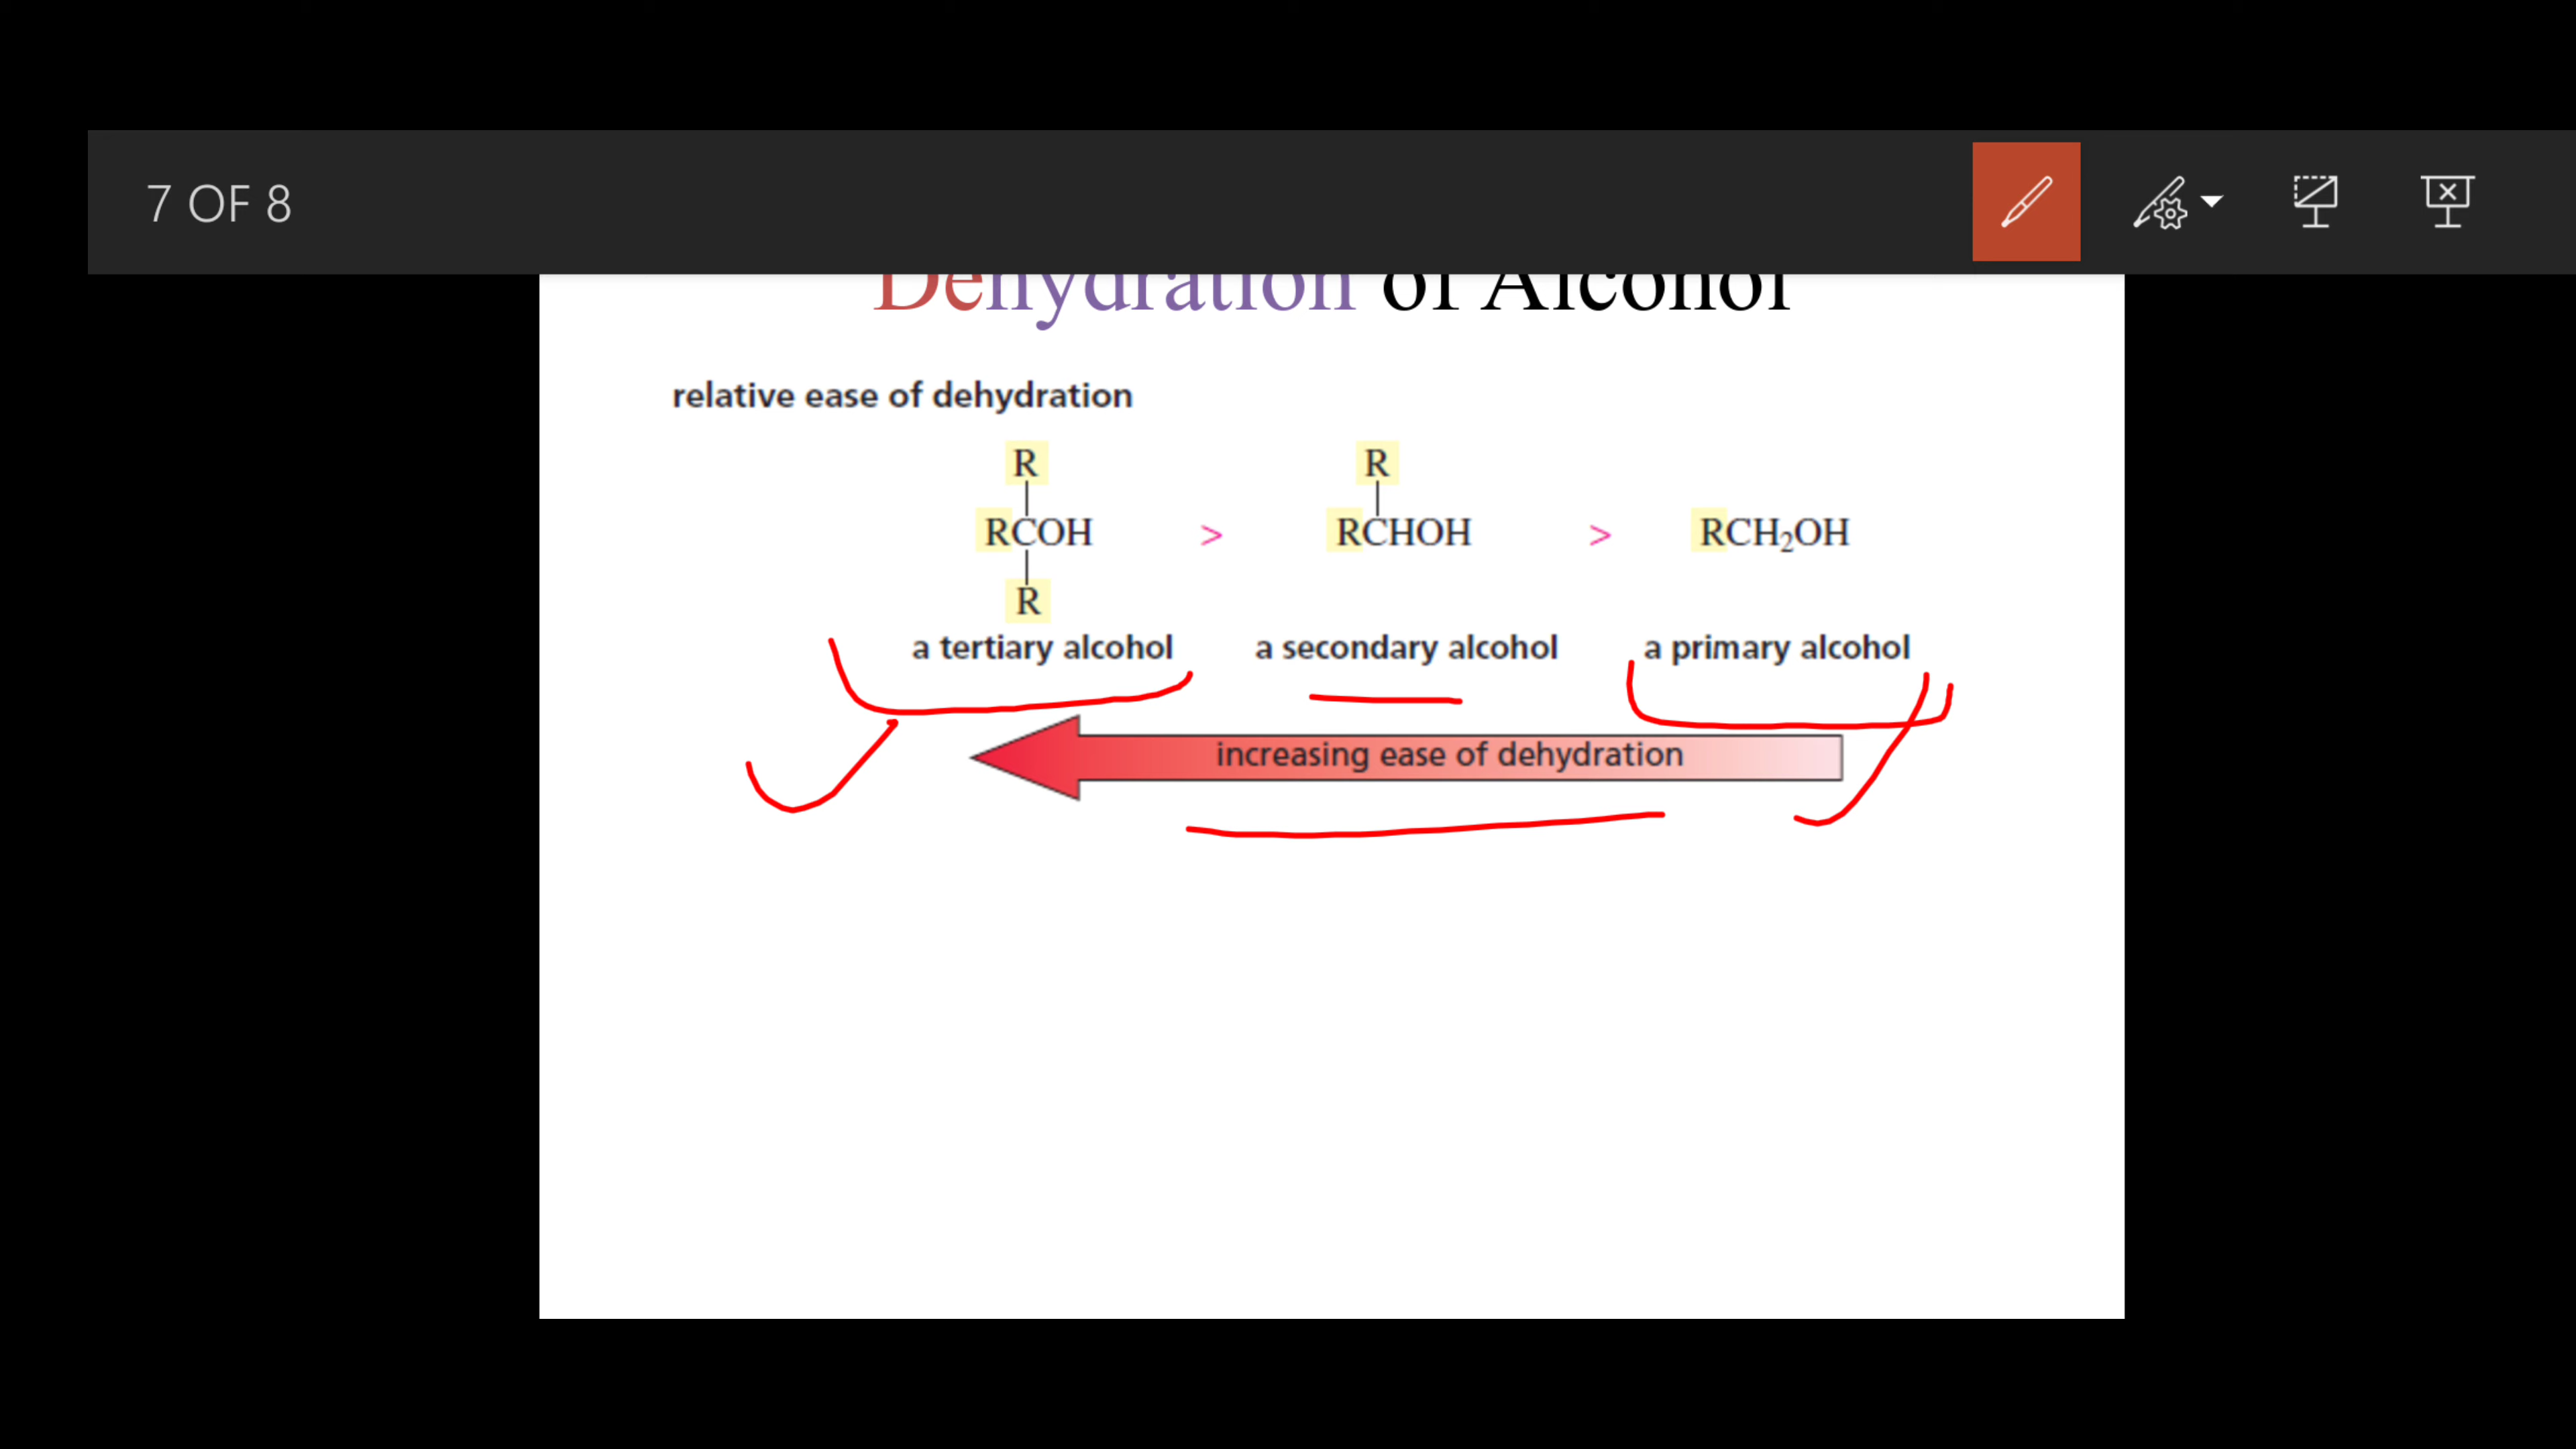 7 OF 8
Dehydration of Alcohol
relative ease of dehydration
R R
RCOH > RCHOH > RCH₂OH
R
a tertiary alcohol a secondary alcohol a primary alcohol
increasing ease of dehydration